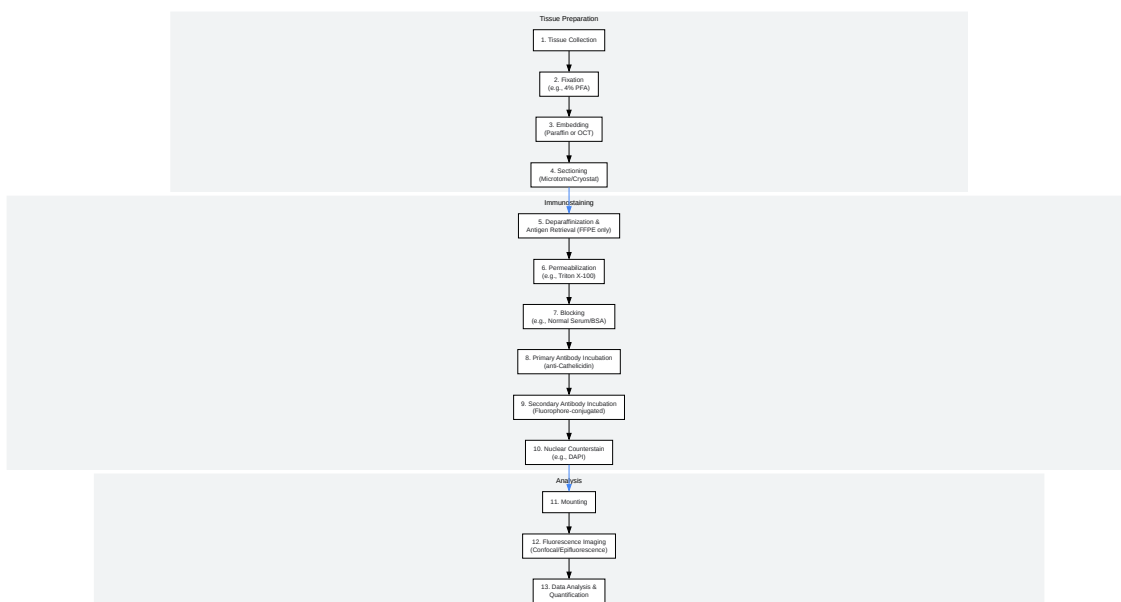 Tissue Preparation
1. Tissue Collection
2. Fixation
(e.g., 4% PFA)
3. Embedding
(Paraffin or OCT)
4. Sectioning
(Microtome/Cryostat)
Immunostaining
5. Deparaffinization &
Antigen Retrieval (FFPE only)
6. Permeabilization
(e.g., Triton X-100)
7. Blocking
(e.g., Normal Serum/BSA)
8. Primary Antibody Incubation
(anti-Cathelicidin)
9. Secondary Antibody Incubation
(Fluorophore-conjugated)
10. Nuclear Counterstain
(e.g., DAPI)
Analysis
11. Mounting
12. Fluorescence Imaging
(Confocal/Epifluorescence)
13. Data Analysis &
Quantification